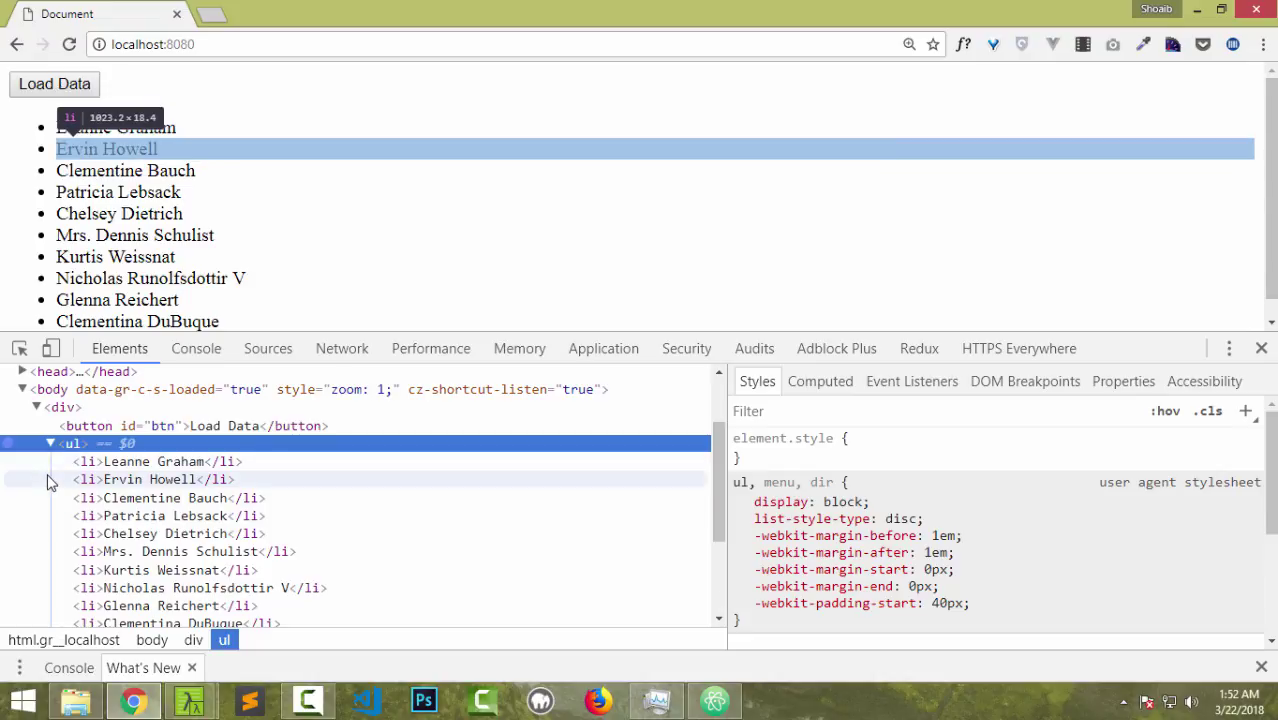 Document
Shoaib
localhost:8080
f?
Load Data
li 1023.2×18.4
Leanne Graham
Ervin Howell
Clementine Bauch
Patricia Lebsack
Chelsey Dietrich
Mrs. Dennis Schulist
Kurtis Weissnat
Nicholas Runolfsdottir V
Glenna Reichert
Clementina DuBuque
Elements Console Sources Network Performance Memory Application Security Audits Adblock Plus Redux HTTPS Everywhere
<head>…</head>
<body data-gr-c-s-loaded="true" style="zoom: 1;" cz-shortcut-listen="true">
<div>
<button id="btn">Load Data</button>
<ul> == $0
<li>Leanne Graham</li>
<li>Ervin Howell</li>
<li>Clementine Bauch</li>
<li>Patricia Lebsack</li>
<li>Chelsey Dietrich</li>
<li>Mrs. Dennis Schulist</li>
<li>Kurtis Weissnat</li>
<li>Nicholas Runolfsdottir V</li>
<li>Glenna Reichert</li>
<li>Clementina DuBuque</li>
html.gr__localhost body div ul
Styles Computed Event Listeners DOM Breakpoints Properties Accessibility
Filter :hov .cls +
element.style {
}
ul, menu, dir { user agent stylesheet
display: block;
list-style-type: disc;
-webkit-margin-before: 1em;
-webkit-margin-after: 1em;
-webkit-margin-start: 0px;
-webkit-margin-end: 0px;
-webkit-padding-start: 40px;
}
Console What's New
Ps
1:52 AM
3/22/2018